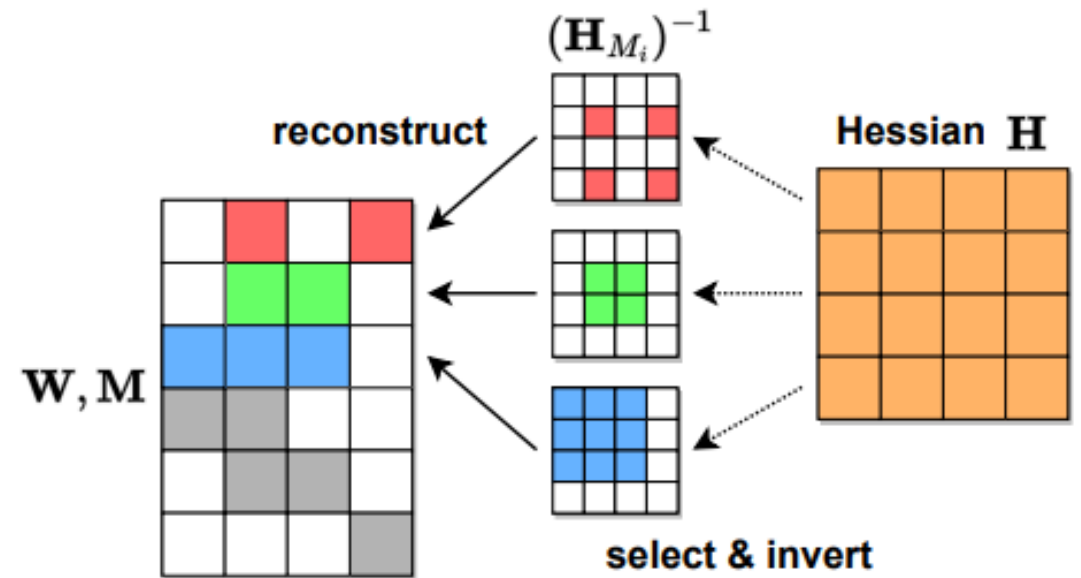 (H_{M_i})^{-1}
reconstruct
Hessian H
W, M
select & invert